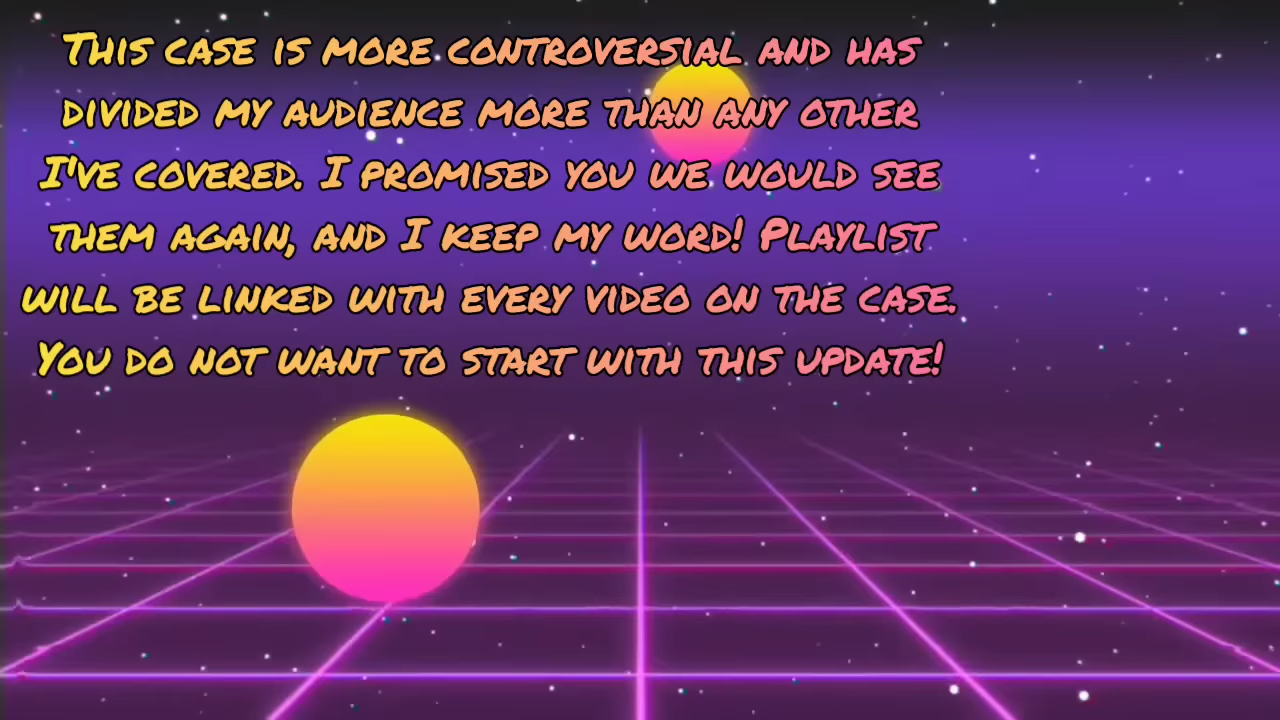 This case is more controversial and has
divided my audience more than any other
I've covered. I promised you we would see
them again, and I keep my word! Playlist
will be linked with every video on the case.
You do not want to start with this update!